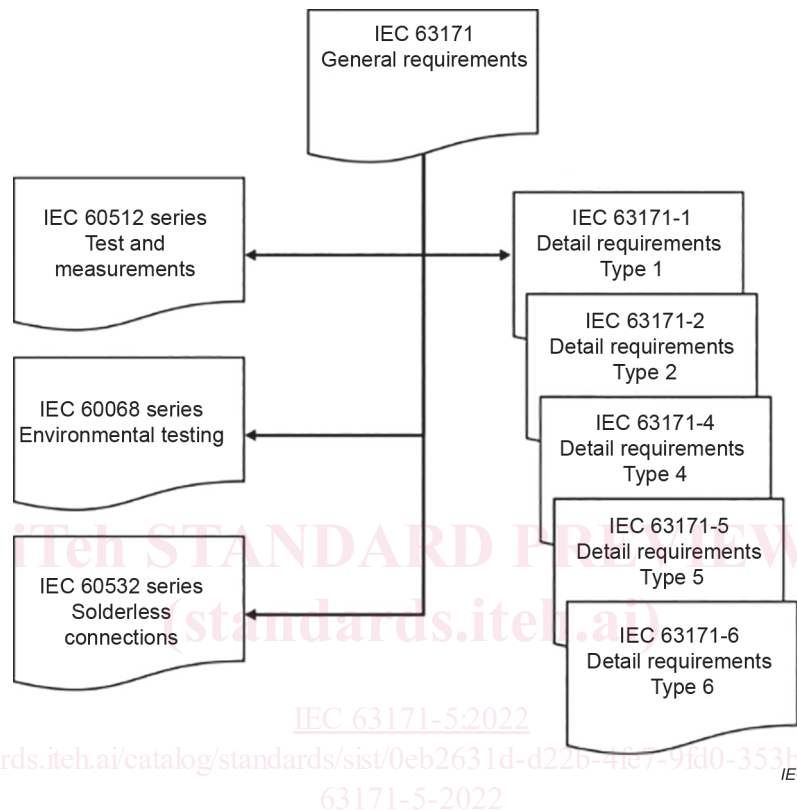 IEC 63171
General requirements
IEC 60512 series
Test and
measurements
IEC 63171-1
Detail requirements
Type 1
IEC 63171-2
Detail requirements
Type 2
IEC 60068 series
Environmental testing
IEC 63171-4
Detail requirements
Type 4
iTeh STANDARD PREVIEW
IEC 63171-5
Detail requirements
Type 5
IEC 60532 series
Solderless
connections
(standards.iteh.ai)
IEC 63171-6
Detail requirements
Type 6
IEC 63171-5:2022
rds.iteh.ai/catalog/standards/sist/0eb2631d-d22b-4fe7-9fd0-353b
IE
63171-5-2022